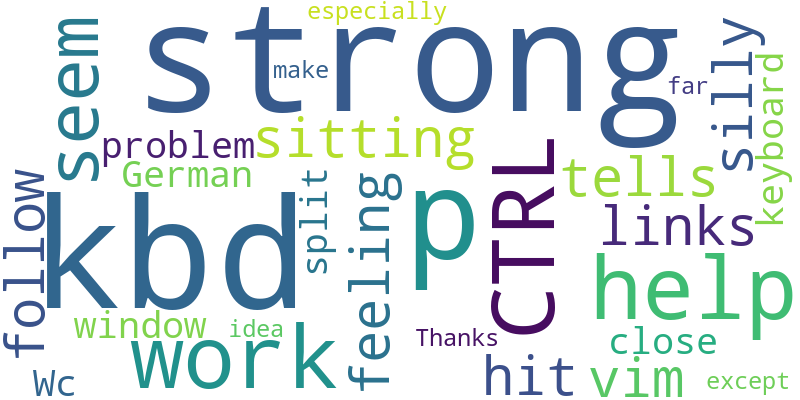 especially
strong
make
far
seem
silly
keyboard
problem
sitting
German
tells
split
feeling
p
CTRL
links
follow
kbd
help
window
idea
work
Thanks
close
Wc
hit
vim
except